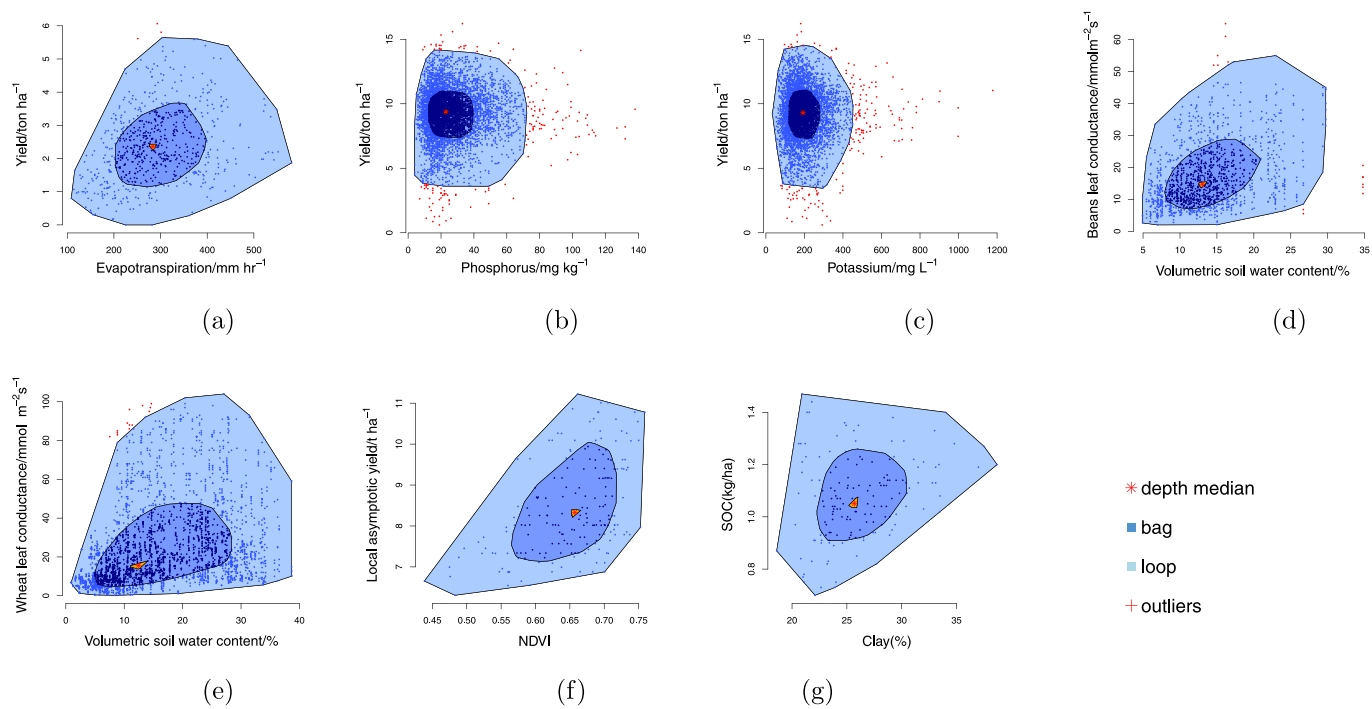 Yield/ton ha⁻¹
0 1 2 3 4 5 6
100 200 300 400 500
Evapotranspiration/mm hr⁻¹
(a)
Yield/ton ha⁻¹
0 5 10 15
0 20 40 60 80 100 120 140
Phosphorus/mg kg⁻¹
(b)
Yield/ton ha⁻¹
0 5 10 15
0 200 400 600 800 1000 1200
Potassium/mg L⁻¹
(c)
Beans leaf conductance/mmolm⁻²s⁻¹
0 10 20 30 40 50 60
5 10 15 20 25 30 35
Volumetric soil water content/%
(d)
Wheat leaf conductance/mmol m⁻²s⁻¹
0 20 40 60 80 100
0 10 20 30 40
Volumetric soil water content/%
(e)
Local asymptotic yield/t ha⁻¹
7 8 9 10 11
0.45 0.50 0.55 0.60 0.65 0.70 0.75
NDVI
(f)
SOC(kg/ha)
0.8 1.0 1.2 1.4
20 25 30 35
Clay(%)
(g)
depth median
bag
loop
outliers